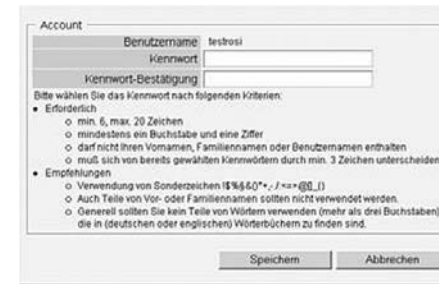 Account
Benutzername testrosi
Kennwort
Kennwort-Bestätigung
Bitte wählen Sie das Kennwort nach folgenden Kriterien:
• Erforderlich
o min. 6, max. 20 Zeichen
o mindestens ein Buchstabe und eine Ziffer
o darf nicht Ihren Vornamen, Familiennamen oder Benutzernamen enthalten
o muß sich von bereits gewählten Kennwörtern durch min. 3 Zeichen unterscheiden
• Empfehlungen
o Verwendung von Sonderzeichen
o Auch Teile von Vor- oder Familiennamen sollten nicht verwendet werden.
o Generell sollten Sie kein Teile von Wörtern verwenden (mehr als drei Buchstaben)
die in (deutschen oder englischen) Wörterbüchern zu finden sind.
Speichern Abbrechen